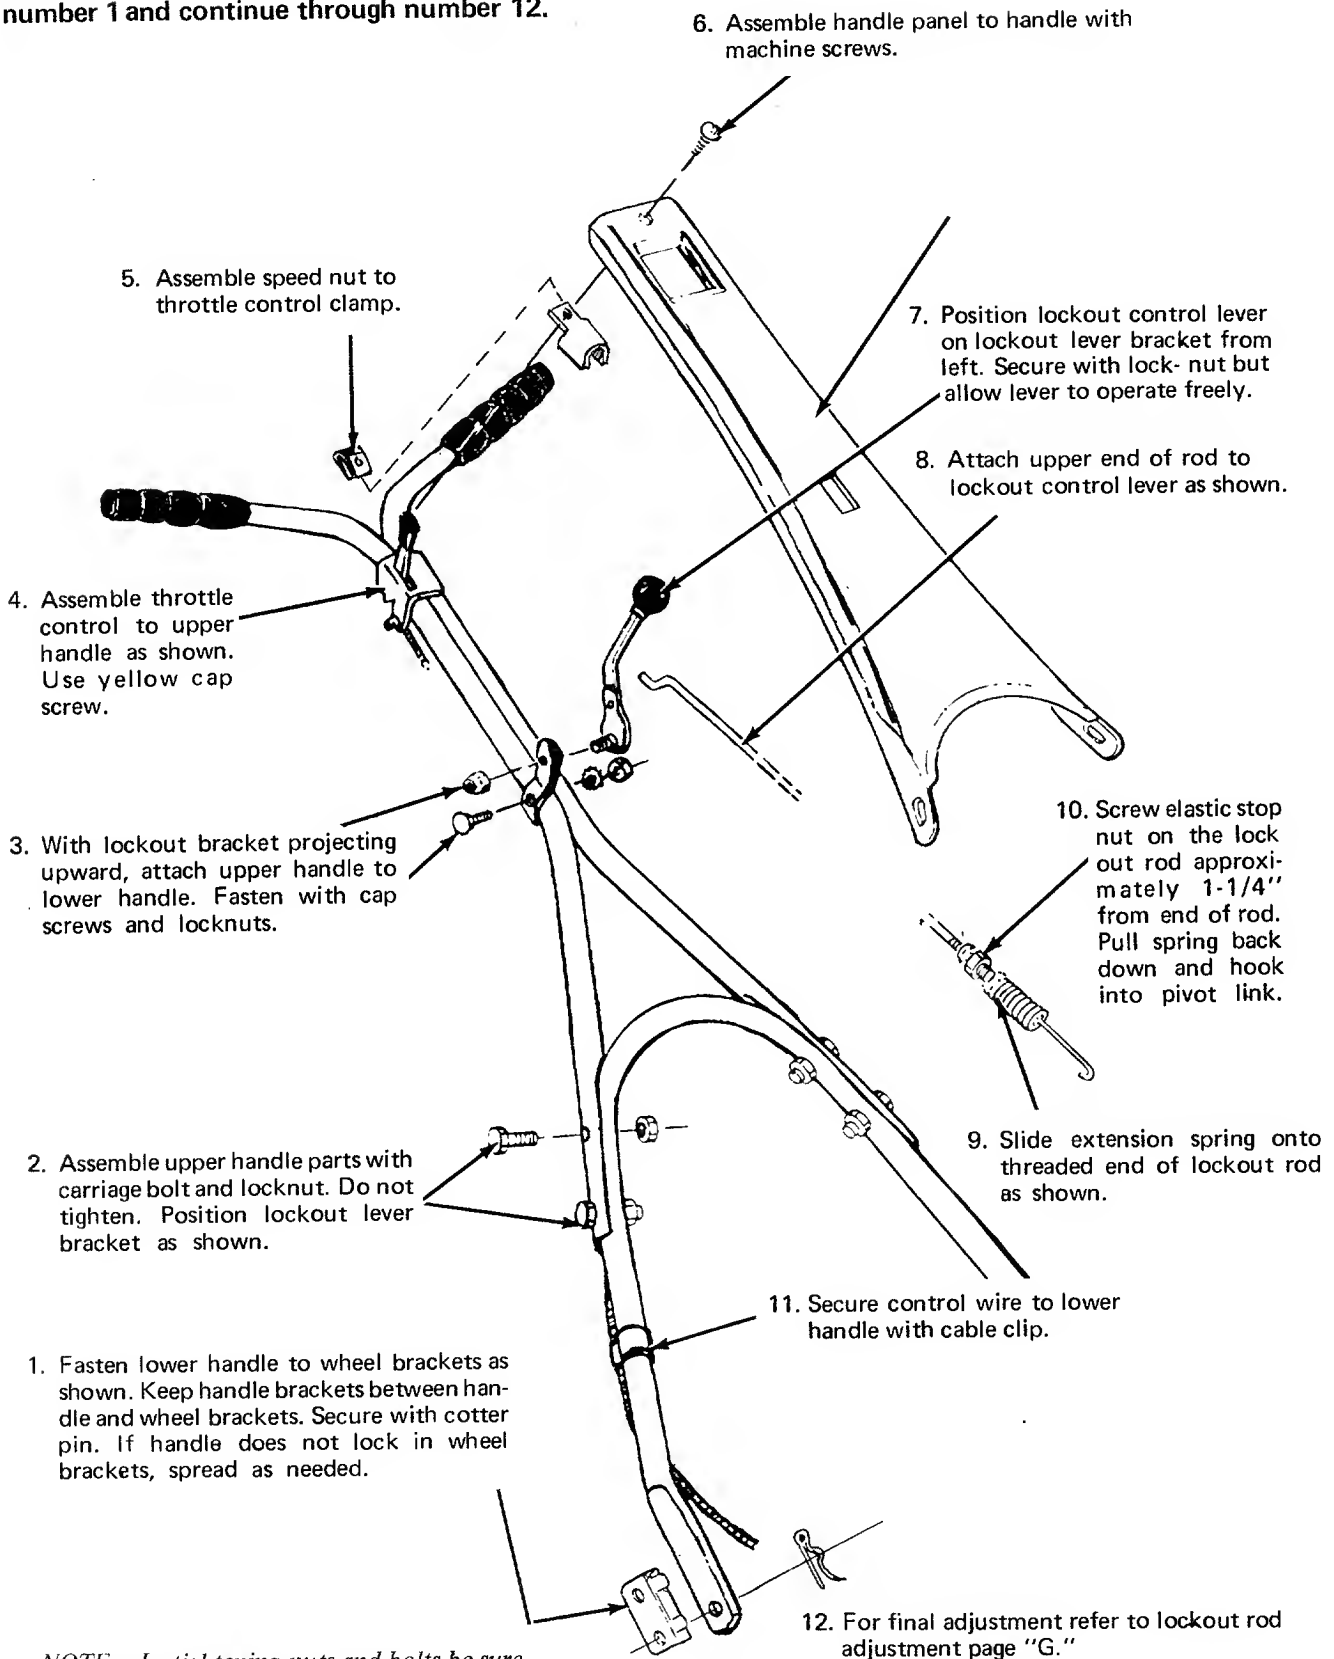 number 1 and continue through number 12.
6. Assemble handle panel to handle with
machine screws.
5. Assemble speed nut to
throttle control clamp.
7. Position lockout control lever
on lockout lever bracket from
left. Secure with lock- nut but
allow lever to operate freely.
8. Attach upper end of rod to
lockout control lever as shown.
4. Assemble throttle
control to upper
handle as shown.
Use yellow cap
screw.
3. With lockout bracket projecting
upward, attach upper handle to
lower handle. Fasten with cap
screws and locknuts.
10. Screw elastic stop
nut on the lock
out rod approxi-
mately 1-1/4"
from end of rod.
Pull spring back
down and hook
into pivot link.
9. Slide extension spring onto
threaded end of lockout rod
as shown.
2. Assemble upper handle parts with
carriage bolt and locknut. Do not
tighten. Position lockout lever
bracket as shown.
11. Secure control wire to lower
handle with cable clip.
1. Fasten lower handle to wheel brackets as
shown. Keep handle brackets between han-
dle and wheel brackets. Secure with cotter
pin. If handle does not lock in wheel
brackets, spread as needed.
12. For final adjustment refer to lockout rod
adjustment page "G."
nuts and bolts be sure